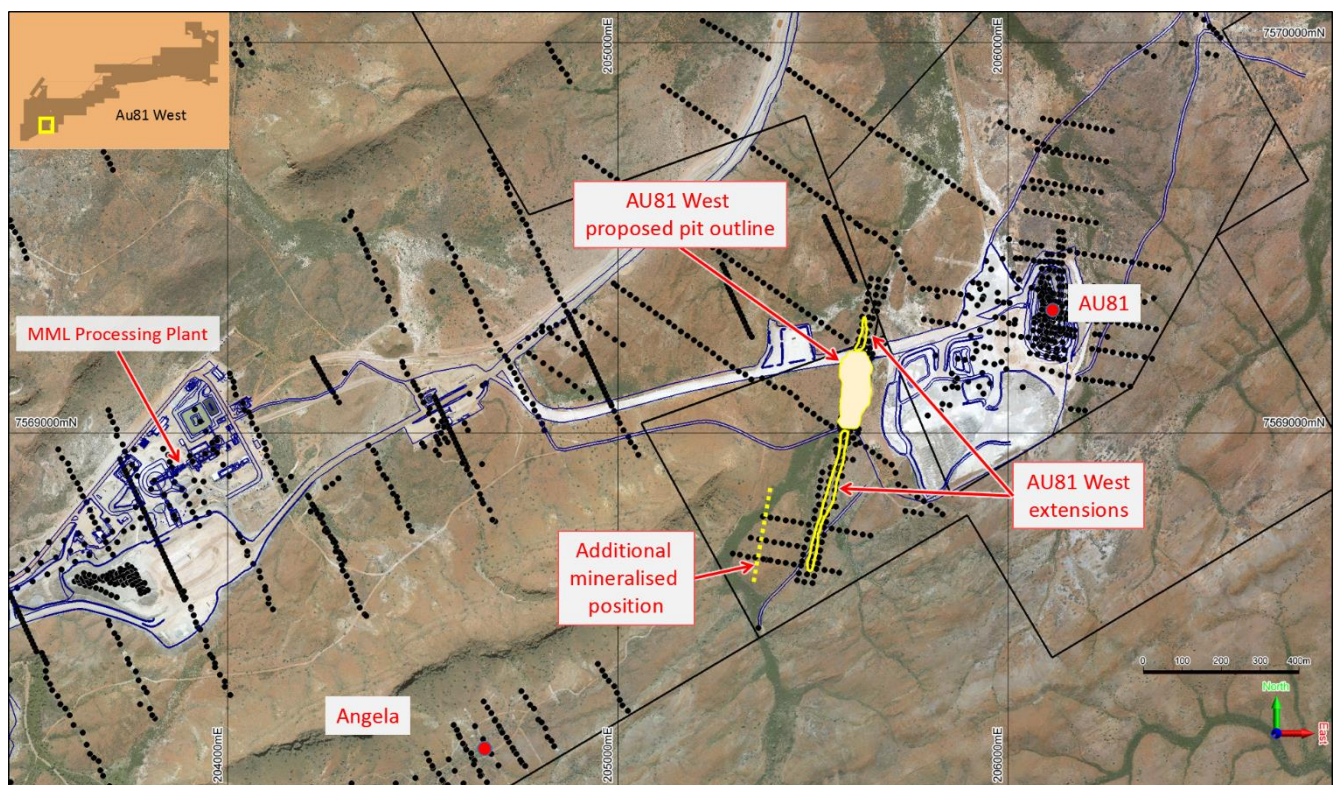 Au81 West
205000mE
206000mE
7570000mN
AU81 West
proposed pit outline
AU81
MML Processing Plant
7569000mN
7569000mN
AU81 West
extensions
Additional
mineralised
position
Angela
204000mE
205000mE
206000mE
0 100 200 300 400m
North
East